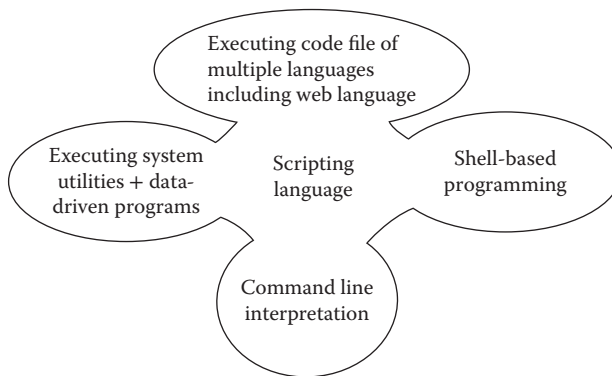 Executing code file of
multiple languages
including web language
Executing system
utilities + data-
driven programs
Scripting
language
Shell-based
programming
Command line
interpretation